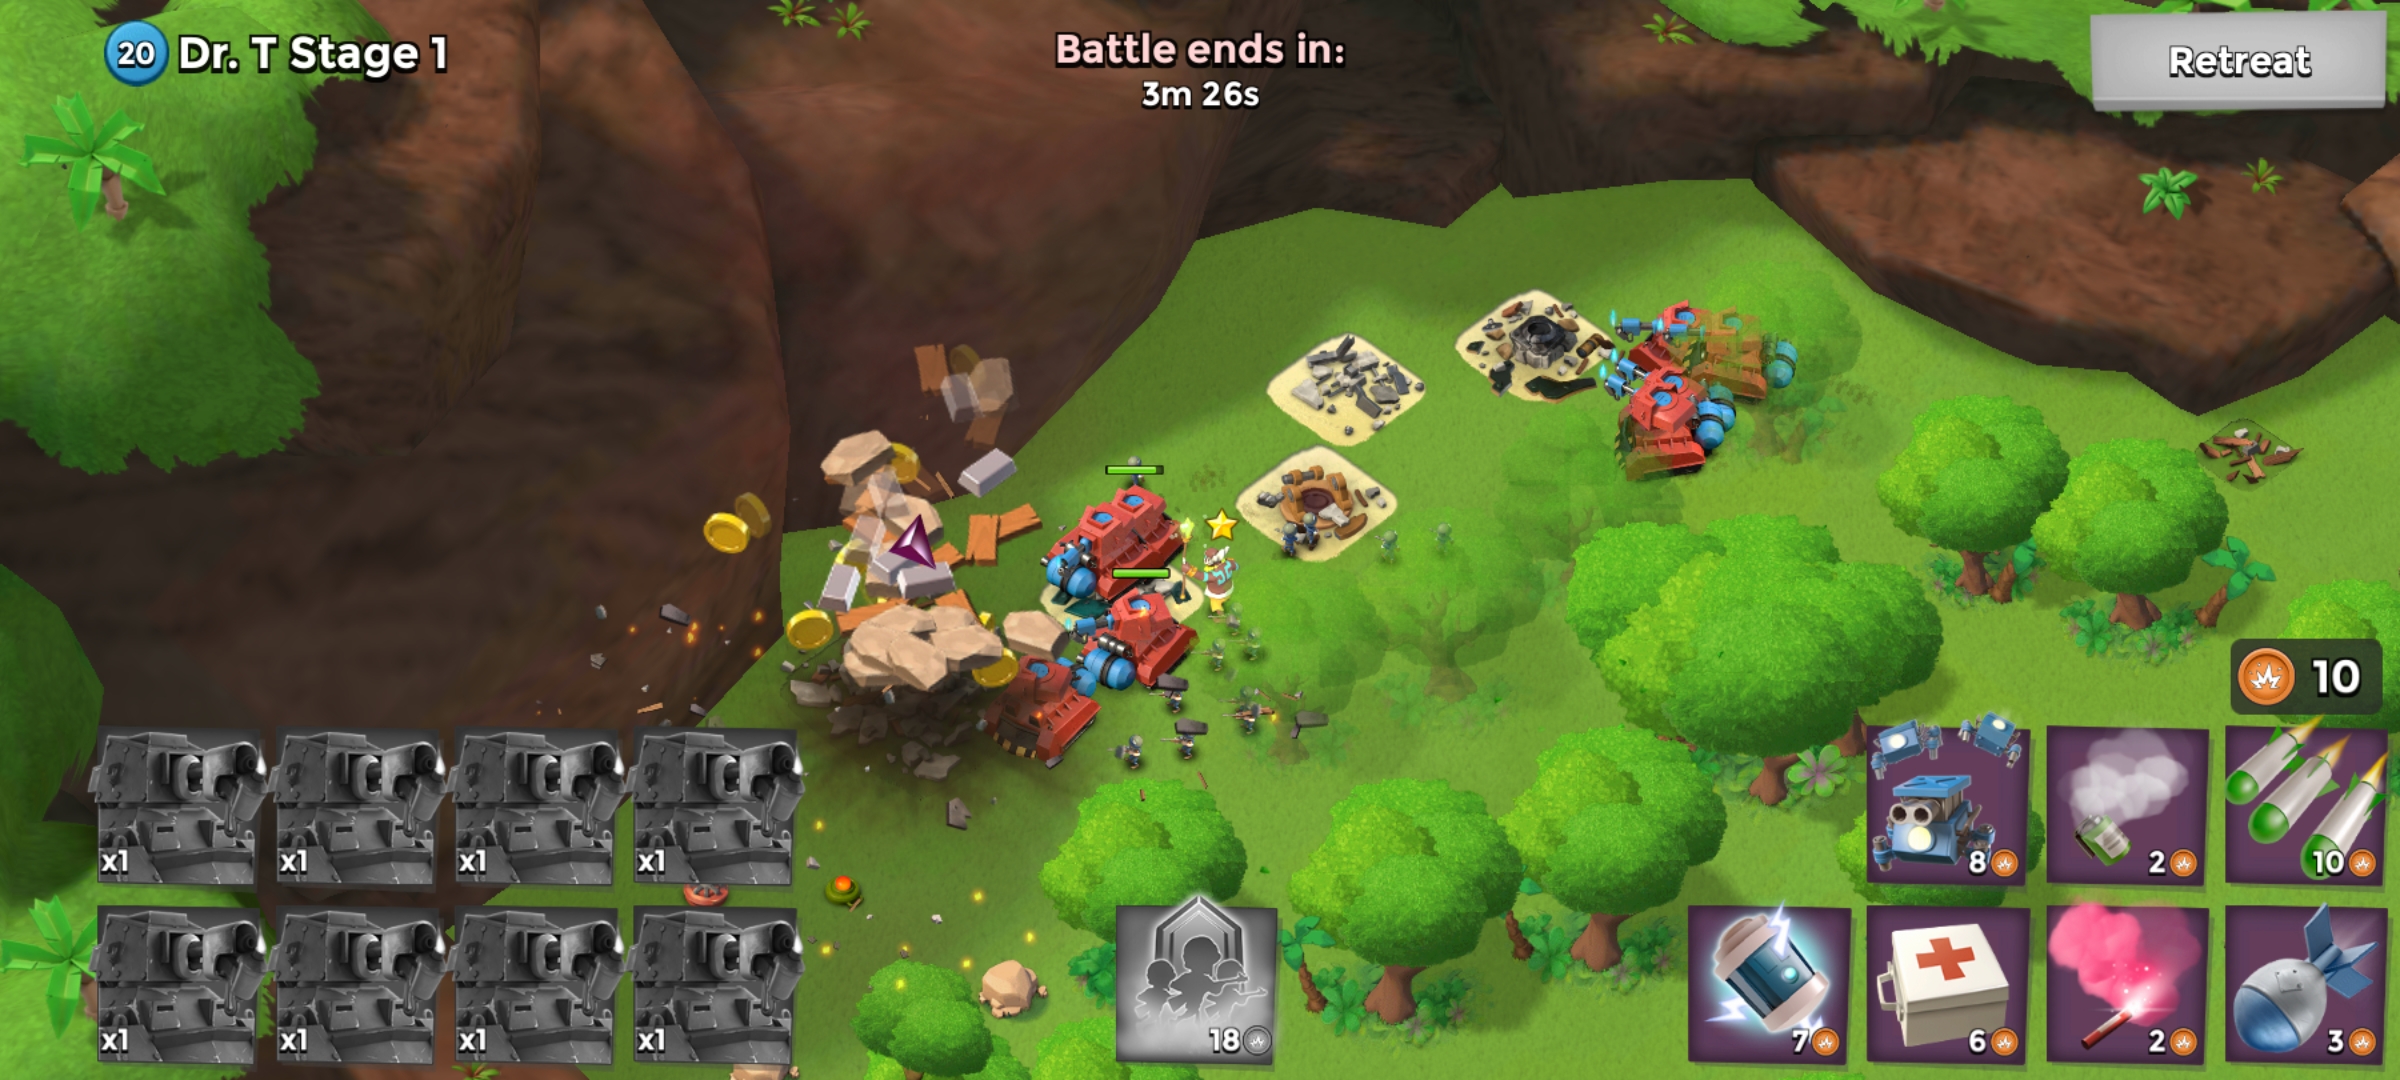 20 Dr. T Stage 1
Battle ends in:
3m 26s
Retreat
10
x1 x1 x1 x1
8 2 10
x1 x1 x1 x1
18
7 6 2 3